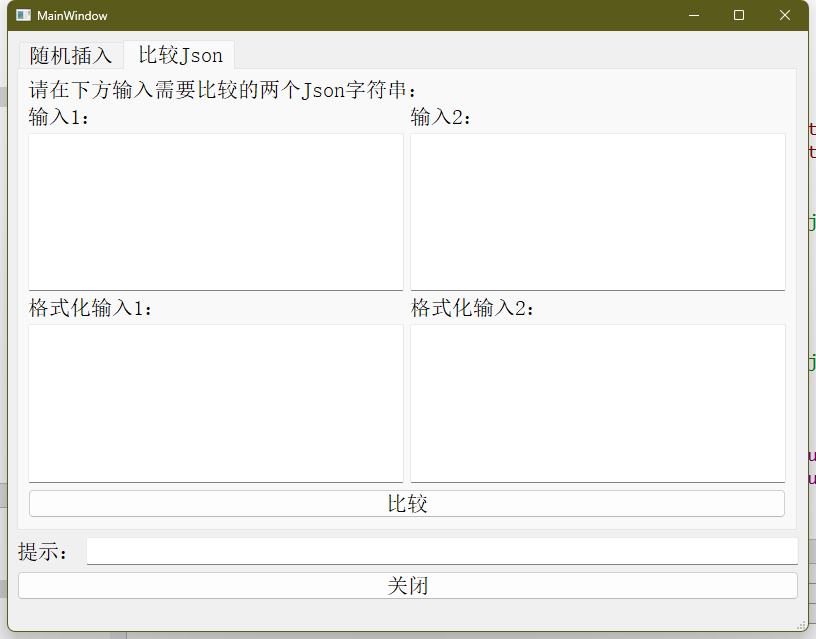 MainWindow
随机插入 比较Json
请在下方输入需要比较的两个Json字符串：
输入1： 输入2：
格式化输入1： 格式化输入2：
比较
提示：
关闭